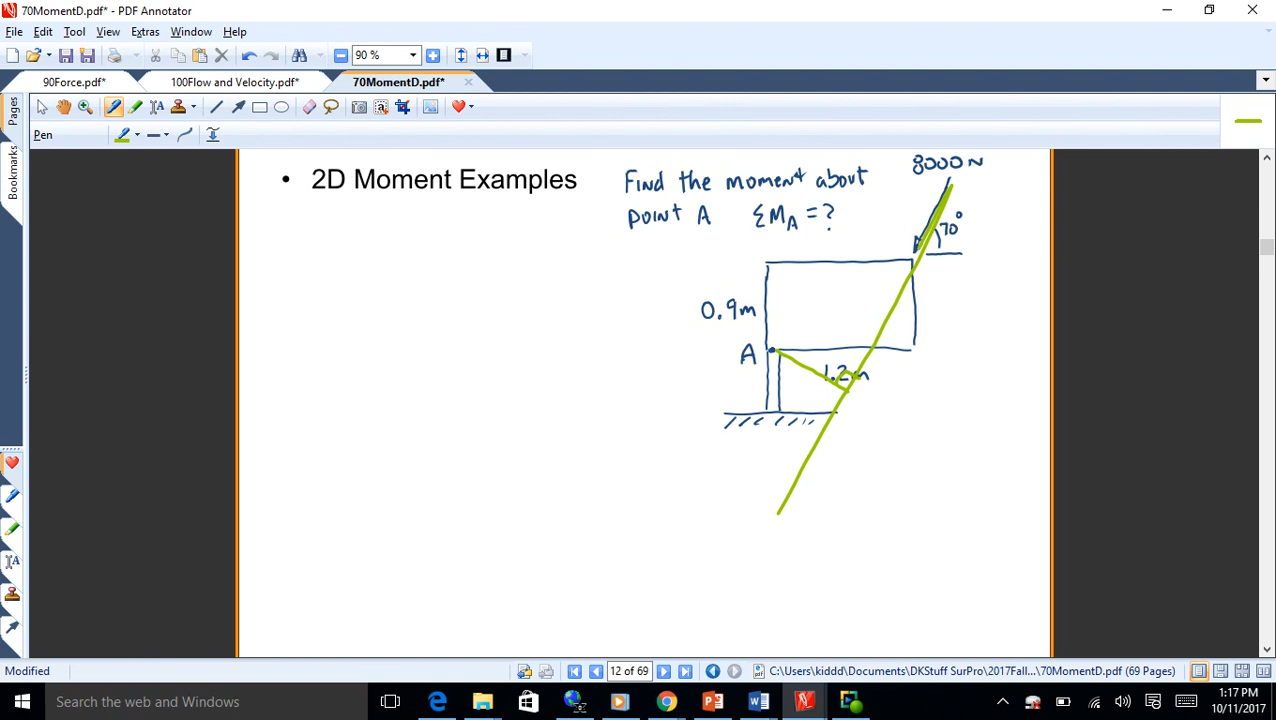 70MomentD.pdf* - PDF Annotator
File Edit Tool View Extras Window Help
90 %
90Force.pdf* 100Flow and Velocity.pdf* 70MomentD.pdf*
Pen
Pages
Bookmarks
• 2D Moment Examples
Find the moment about
point A ΣM_A = ?
8000N
70°
0.9m
A
1.2m
Modified
12 of 69
C:\Users\kiddd\Documents\DKStuff SurPro\2017Fall...\70MomentD.pdf (69 Pages)
Search the web and Windows
1:17 PM
10/11/2017